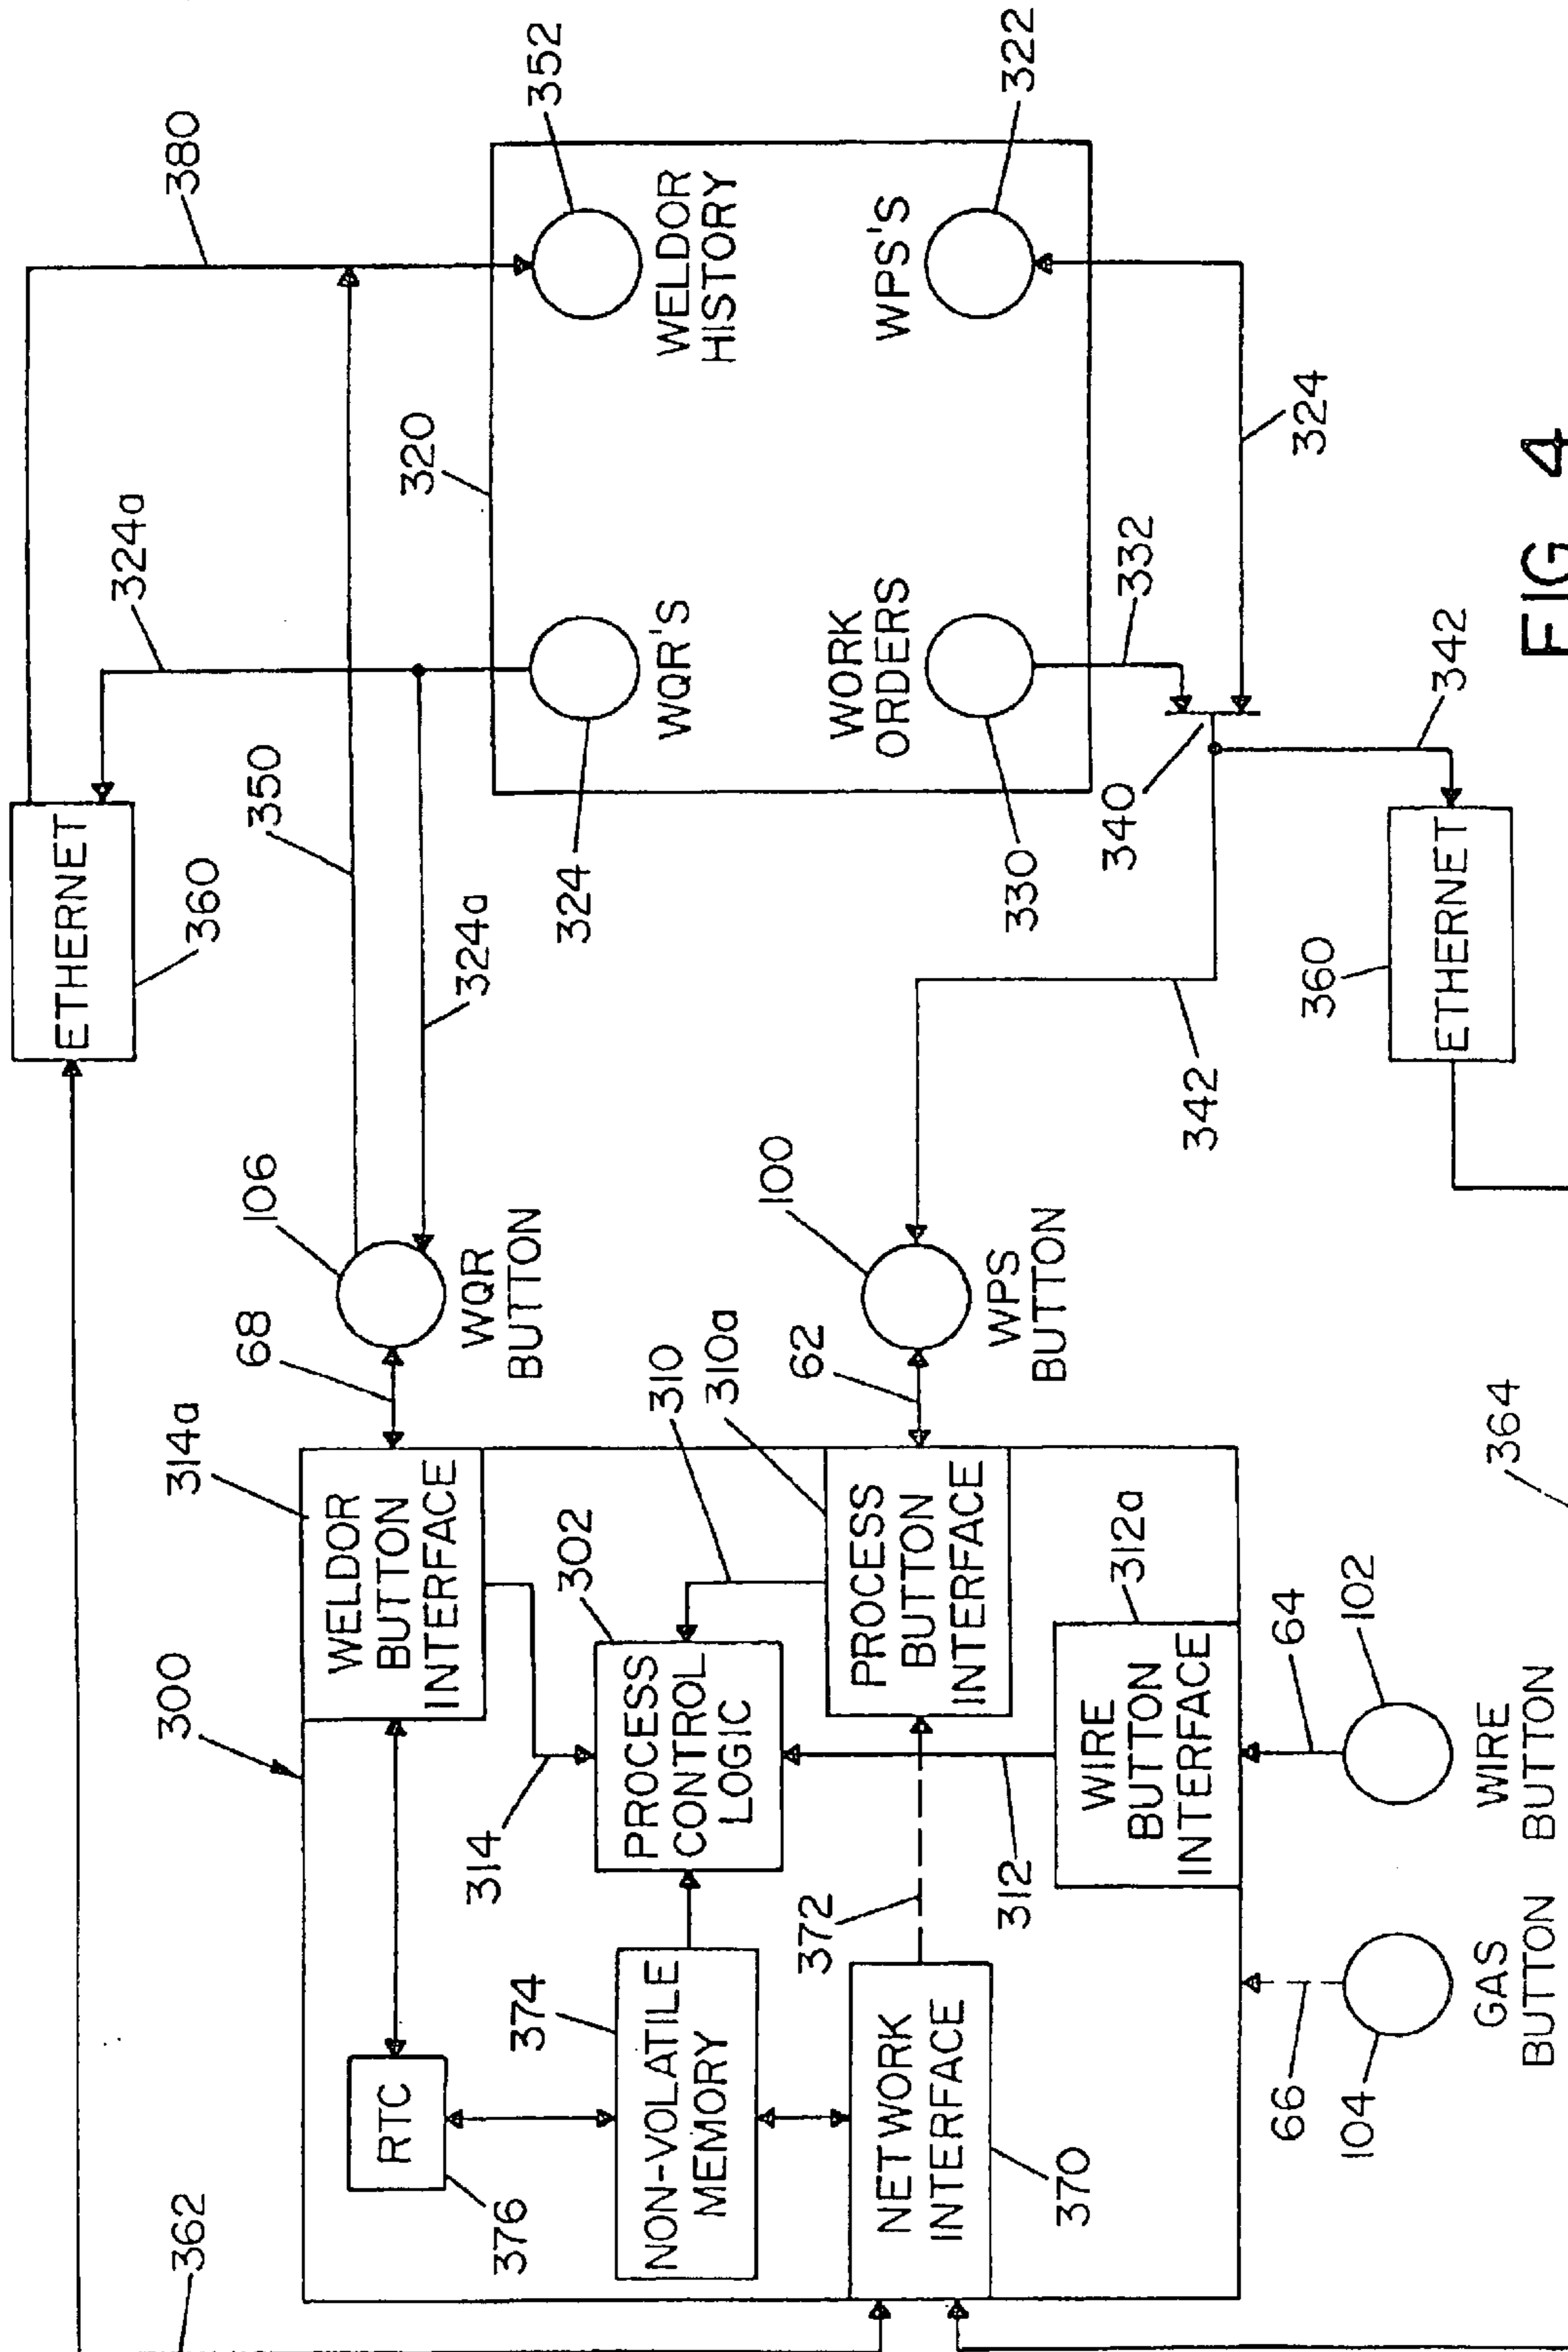 362
300
314a
68
106
350
ETHERNET
360
324a
380
RTC
376
WELDOR
BUTTON
INTERFACE
WQR
BUTTON
324a
320
352
324
WQR'S
WELDOR
HISTORY
314
302
374
NON-VOLATILE
MEMORY
PROCESS
CONTROL
LOGIC
310
310a
62
100
WPS
BUTTON
330
WORK
ORDERS
WPS'S
322
372
NETWORK
INTERFACE
370
312
PROCESS
BUTTON
INTERFACE
342
340
332
324
342
312a
WIRE
BUTTON
INTERFACE
66
104
GAS
BUTTON
64
102
WIRE
BUTTON
364
360
ETHERNET
FIG 4